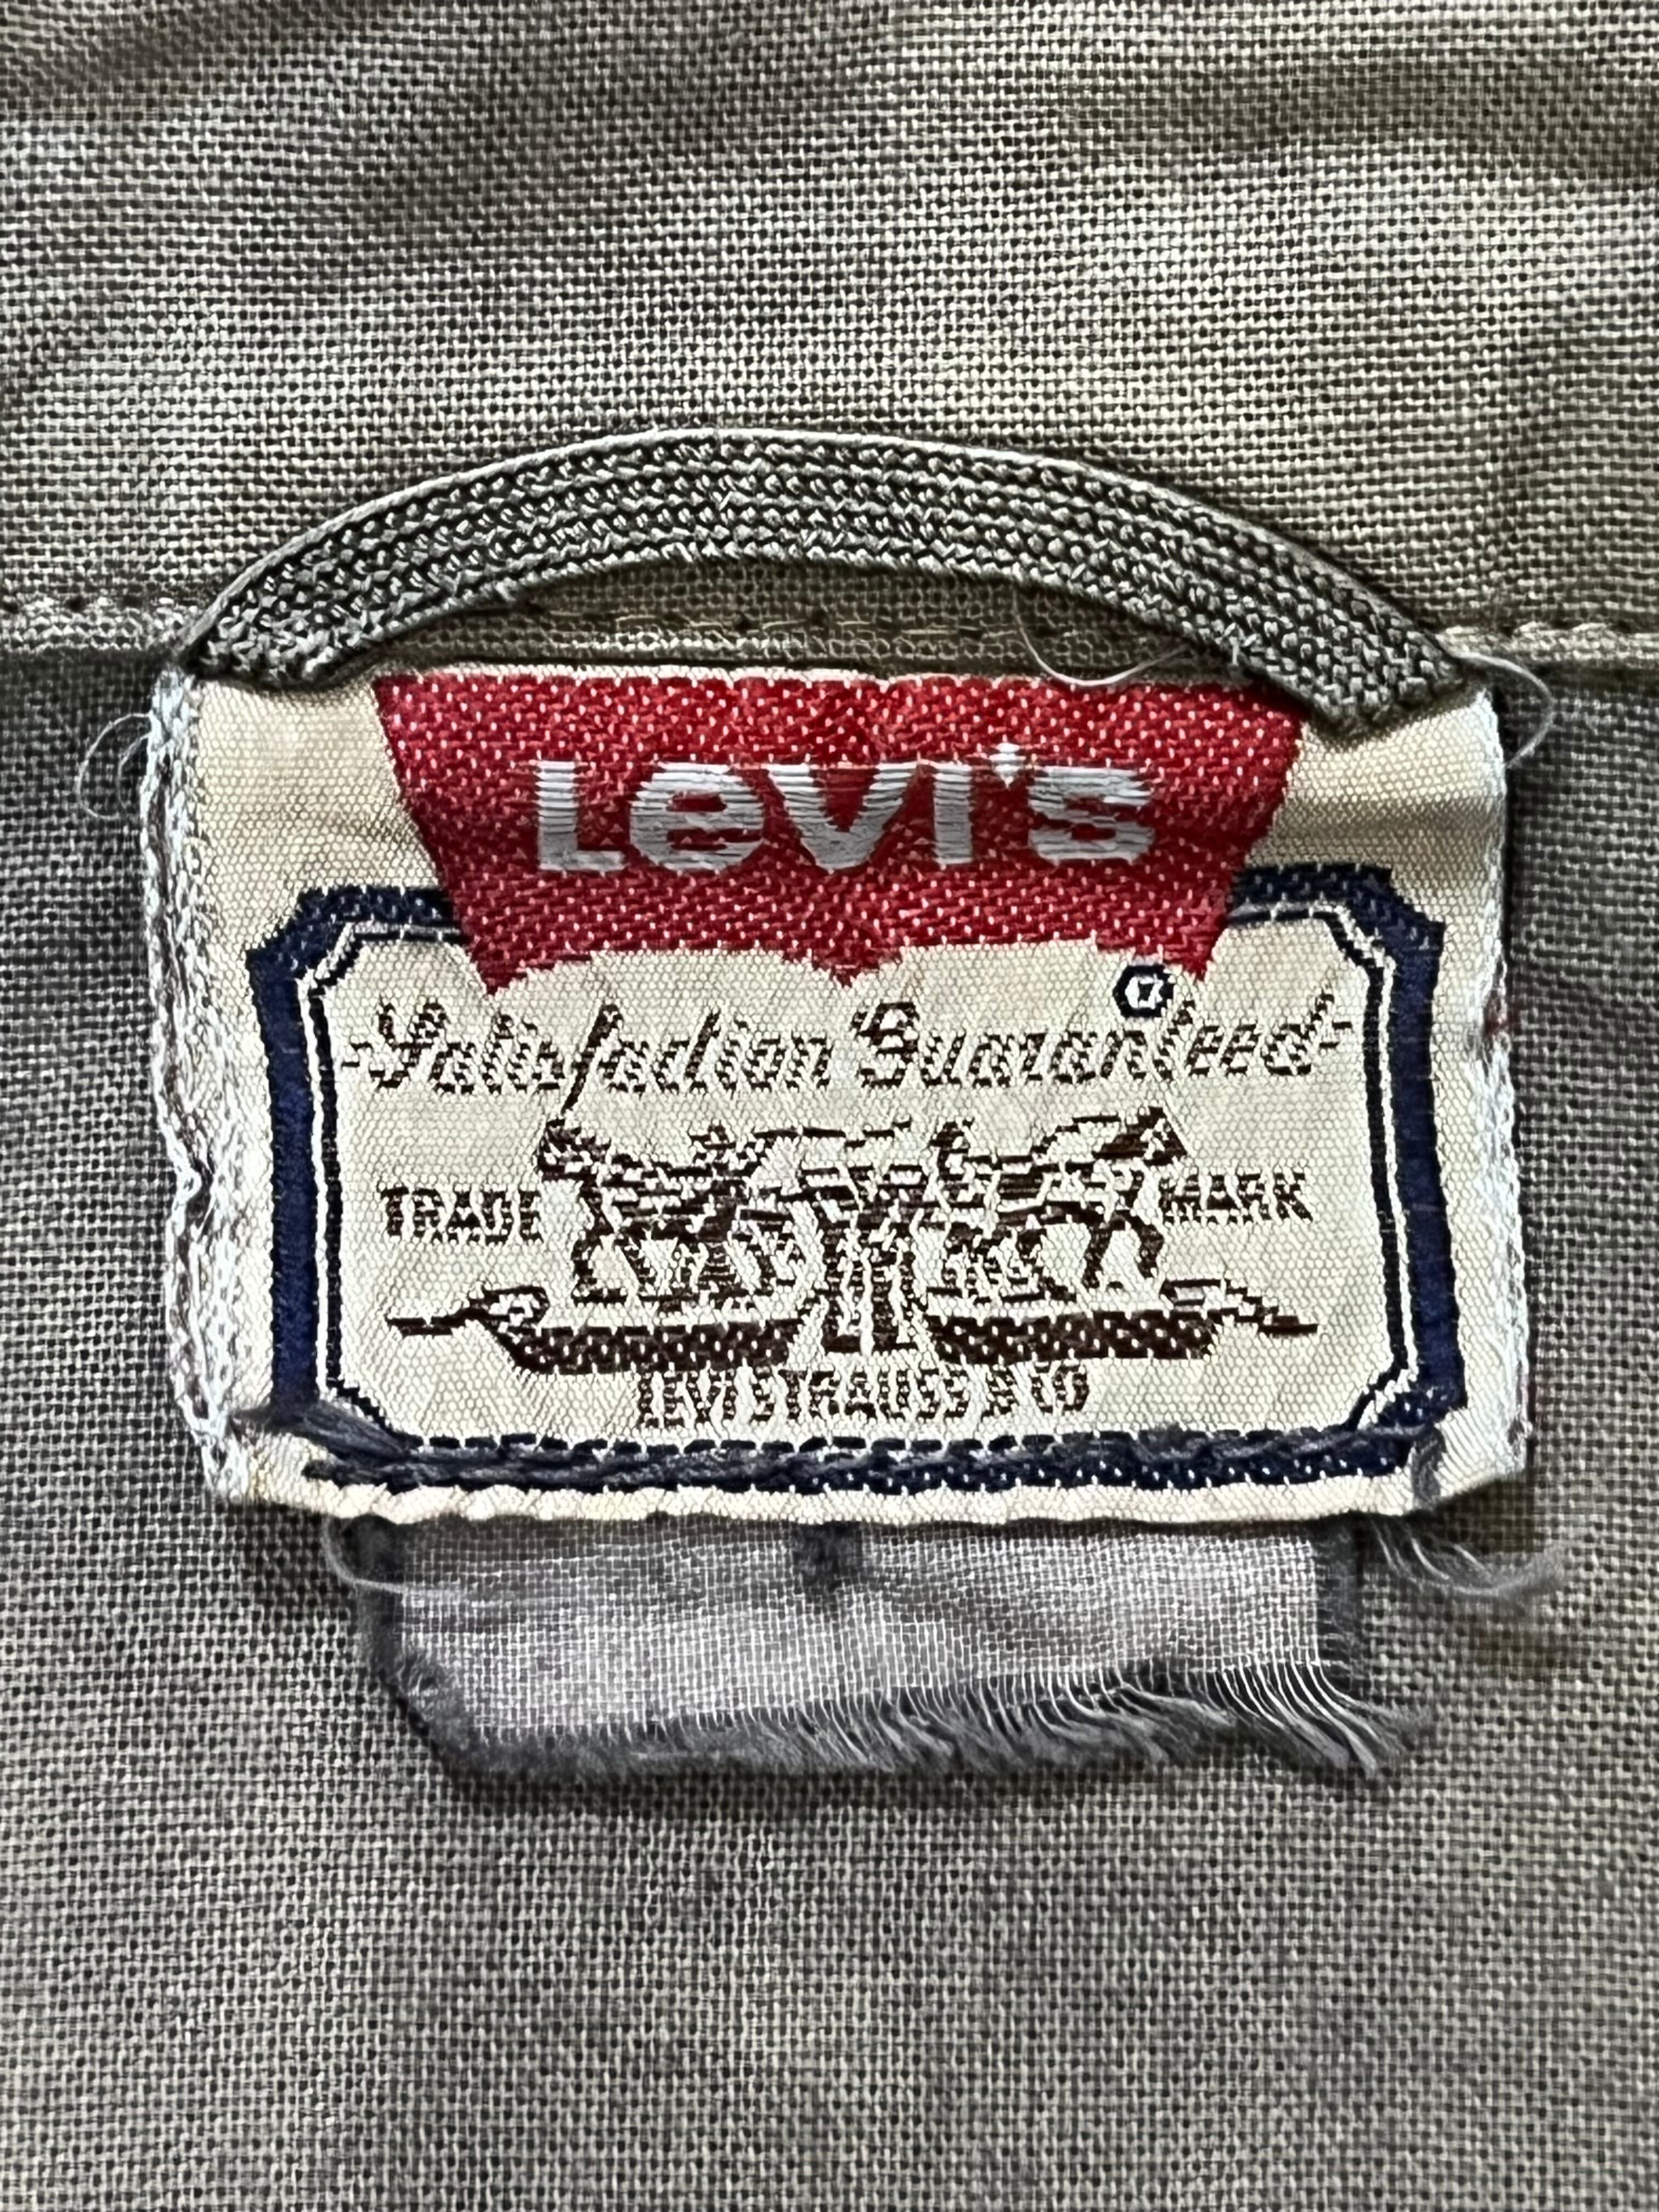 Levi's
®
-Satisfaction Guaranteed-
TRADE MARK
LEVI STRAUSS & CO